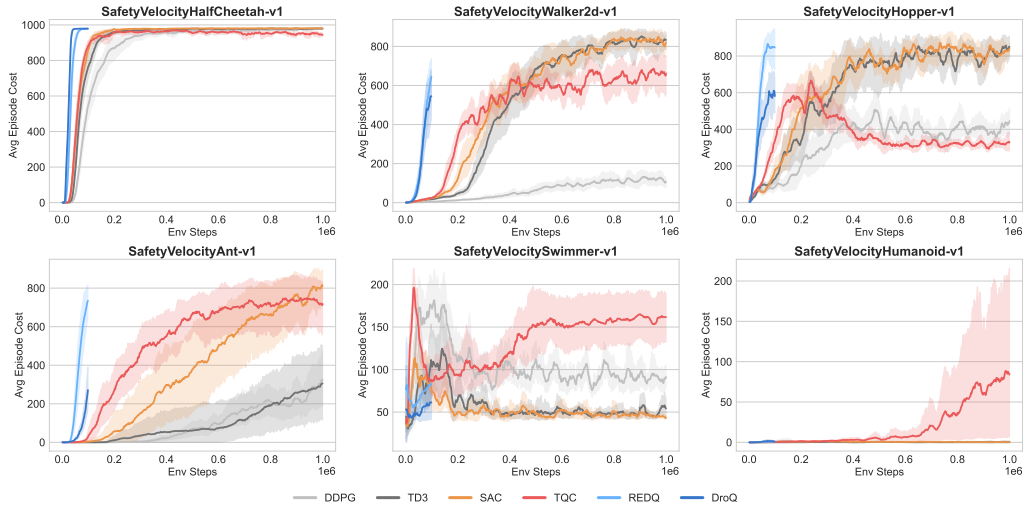 SafetyVelocityHalfCheetah-v1
Avg Episode Cost
1000
800
600
400
200
0
0.0 0.2 0.4 0.6 0.8 1.0
Env Steps
1e6
SafetyVelocityWalker2d-v1
Avg Episode Cost
800
600
400
200
0
0.0 0.2 0.4 0.6 0.8 1.0
Env Steps
1e6
SafetyVelocityHopper-v1
Avg Episode Cost
800
600
400
200
0
0.0 0.2 0.4 0.6 0.8 1.0
Env Steps
1e6
SafetyVelocityAnt-v1
Avg Episode Cost
800
600
400
200
0
0.0 0.2 0.4 0.6 0.8 1.0
Env Steps
1e6
SafetyVelocitySwimmer-v1
Avg Episode Cost
200
150
100
50
0.0 0.2 0.4 0.6 0.8 1.0
Env Steps
1e6
SafetyVelocityHumanoid-v1
Avg Episode Cost
200
150
100
50
0
0.0 0.2 0.4 0.6 0.8 1.0
Env Steps
1e6
DDPG TD3 SAC TQC REDQ DroQ